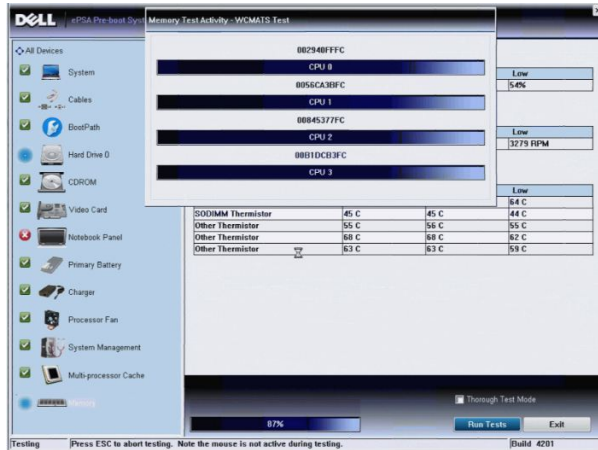 DELL
ePSA Pre-boot Syst
Memory Test Activity - WCMATS Test
002940FFFC
CPU 0
0056CA3BFC
CPU 1
00845377FC
CPU 2
00B1DCB3FC
CPU 3
All Devices
System
Cables
BootPath
Hard Drive 0
CDROM
Video Card
Notebook Panel
Primary Battery
Charger
Processor Fan
System Management
Multi-processor Cache
Memory
Low
54%
Low
3279 RPM
Low
64 C
SODIMM Thermistor 45 C 45 C 44 C
Other Thermistor 55 C 56 C 55 C
Other Thermistor 68 C 68 C 62 C
Other Thermistor 63 C 63 C 59 C
Thorough Test Mode
87%
Run Tests
Exit
Testing
Press ESC to abort testing. Note the mouse is not active during testing.
Build 4201